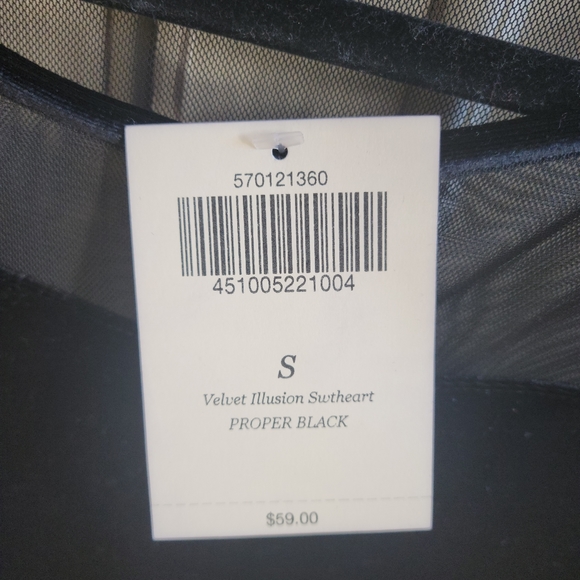 570121360
451005221004
S
Velvet Illusion Swtheart
PROPER BLACK
$59.00